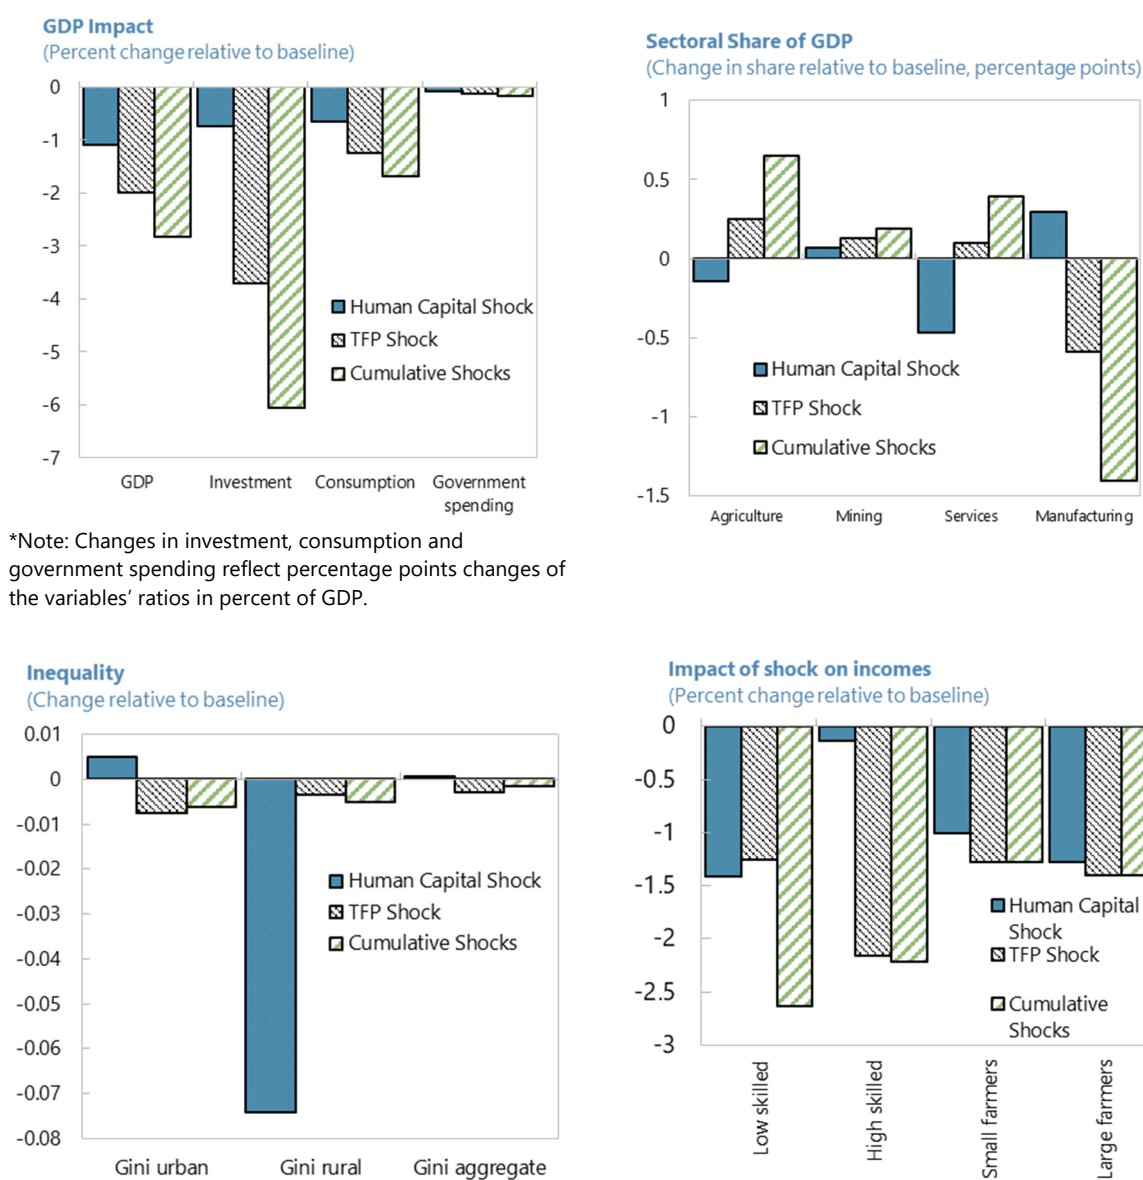 GDP Impact
(Percent change relative to baseline)
0
-1
-2
-3
-4
-5
-6
-7
Human Capital Shock
TFP Shock
Cumulative Shocks
GDP
Investment
Consumption
Government
spending
*Note: Changes in investment, consumption and
government spending reflect percentage points changes of
the variables' ratios in percent of GDP.
Sectoral Share of GDP
(Change in share relative to baseline, percentage points)
1
0.5
0
-0.5
-1
-1.5
Human Capital Shock
TFP Shock
Cumulative Shocks
Agriculture
Mining
Services
Manufacturing
Inequality
(Change relative to baseline)
0.01
0
-0.01
-0.02
-0.03
-0.04
-0.05
-0.06
-0.07
-0.08
Human Capital Shock
TFP Shock
Cumulative Shocks
Gini urban
Gini rural
Gini aggregate
Impact of shock on incomes
(Percent change relative to baseline)
0
-0.5
-1
-1.5
-2
-2.5
-3
Human Capital
Shock
TFP Shock
Cumulative
Shocks
Low skilled
High skilled
Small farmers
Large farmers